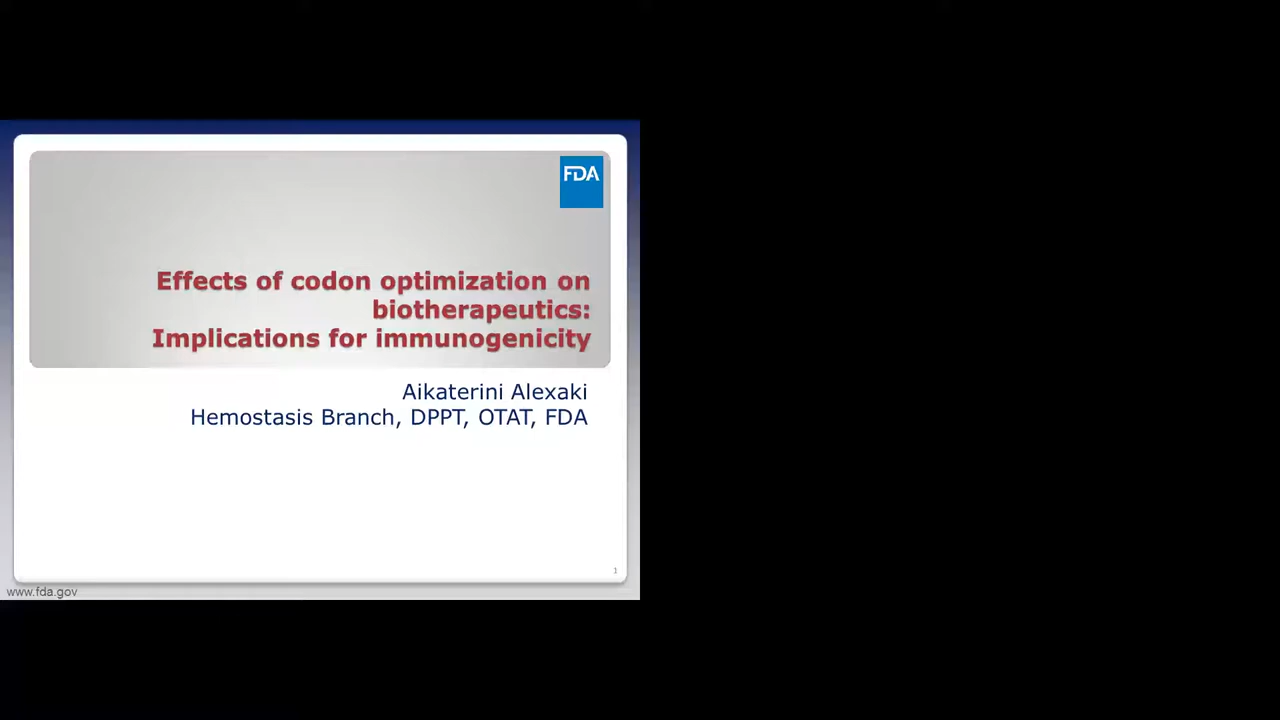 FDA
Effects of codon optimization on
biotherapeutics:
Implications for immunogenicity
Aikaterini Alexaki
Hemostasis Branch, DPPT, OTAT, FDA
1
www.fda.gov